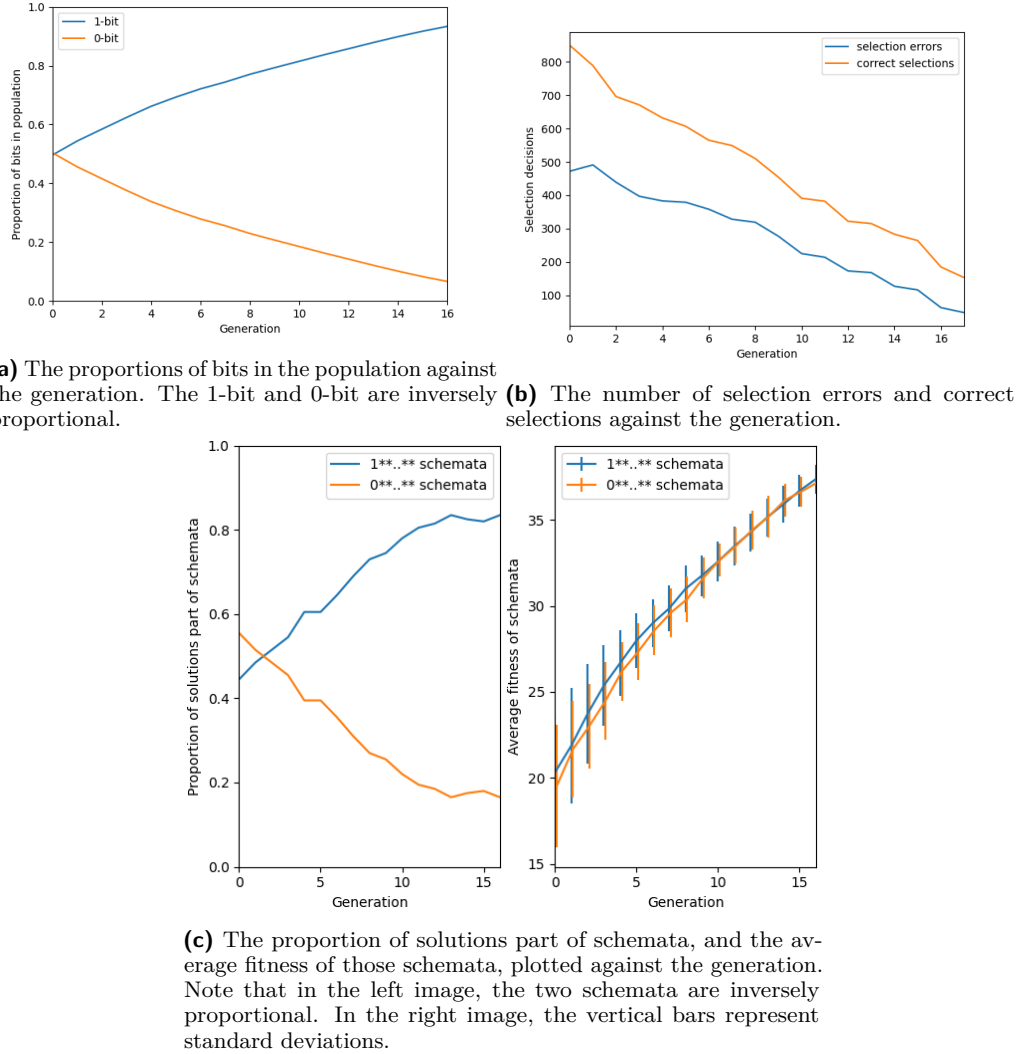 1.0
0.8
0.6
0.4
0.2
0.0
Proportion of bits in population
1-bit
0-bit
0 2 4 6 8 10 12 14 16
Generation
800
700
600
500
400
300
200
100
Selection decisions
selection errors
correct selections
0 2 4 6 8 10 12 14 16
Generation
a) The proportions of bits in the population against
he generation. The 1-bit and 0-bit are inversely
proportional.
(b) The number of selection errors and correct
selections against the generation.
1.0
0.8
0.6
0.4
0.2
0.0
Proportion of solutions part of schemata
1**..** schemata
0**..** schemata
0 5 10 15
Generation
35
30
25
20
15
Average fitness of schemata
1**..** schemata
0**..** schemata
0 5 10 15
Generation
(c) The proportion of solutions part of schemata, and the av-
erage fitness of those schemata, plotted against the generation.
Note that in the left image, the two schemata are inversely
proportional. In the right image, the vertical bars represent
standard deviations.